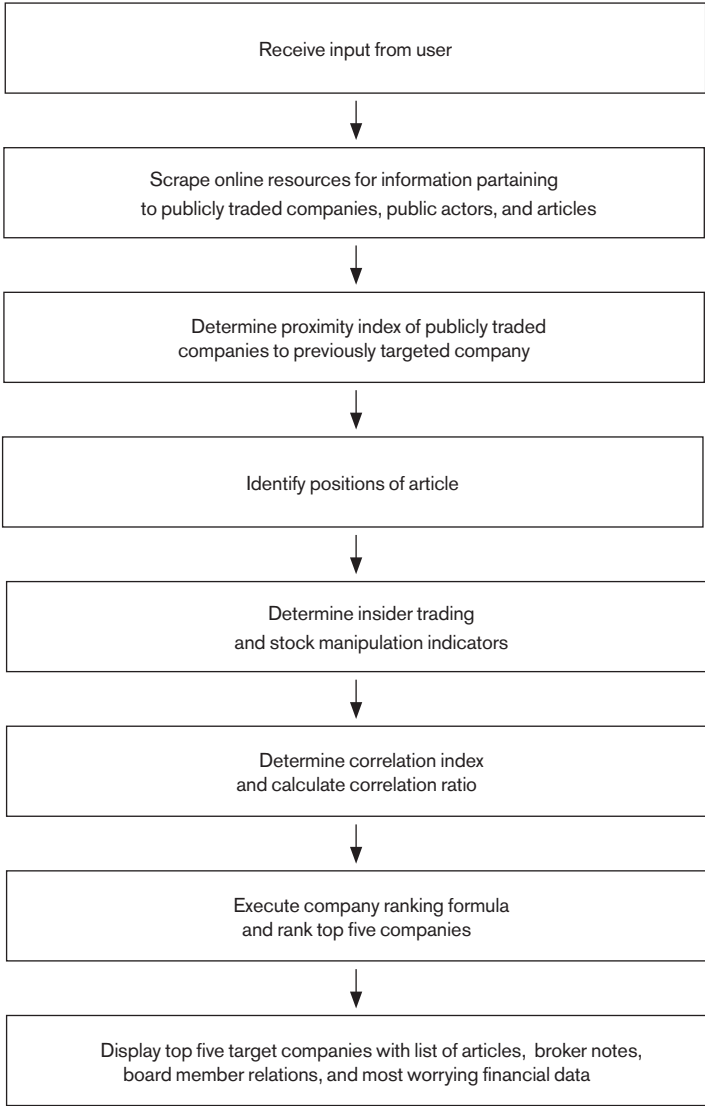 Receive input from user
Scrape online resources for information partaining
to publicly traded companies, public actors, and articles
Determine proximity index of publicly traded
companies to previously targeted company
Identify positions of article
Determine insider trading
and stock manipulation indicators
Determine correlation index
and calculate correlation ratio
Execute company ranking formula
and rank top five companies
Display top five target companies with list of articles, broker notes,
board member relations, and most worrying financial data